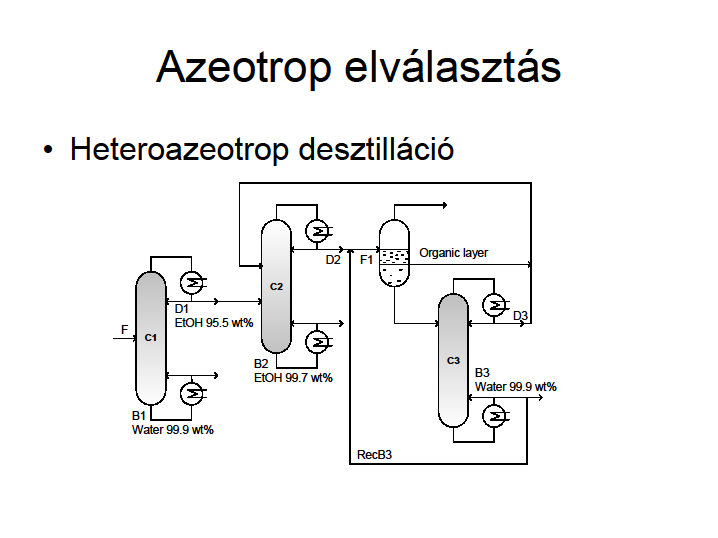 Azeotrop elválasztás
• Heteroazeotrop desztilláció
F
C1
D1
EtOH 95.5 wt%
B1
Water 99.9 wt%
C2
D2
B2
EtOH 99.7 wt%
F1
Organic layer
C3
D3
B3
Water 99.9 wt%
RecB3